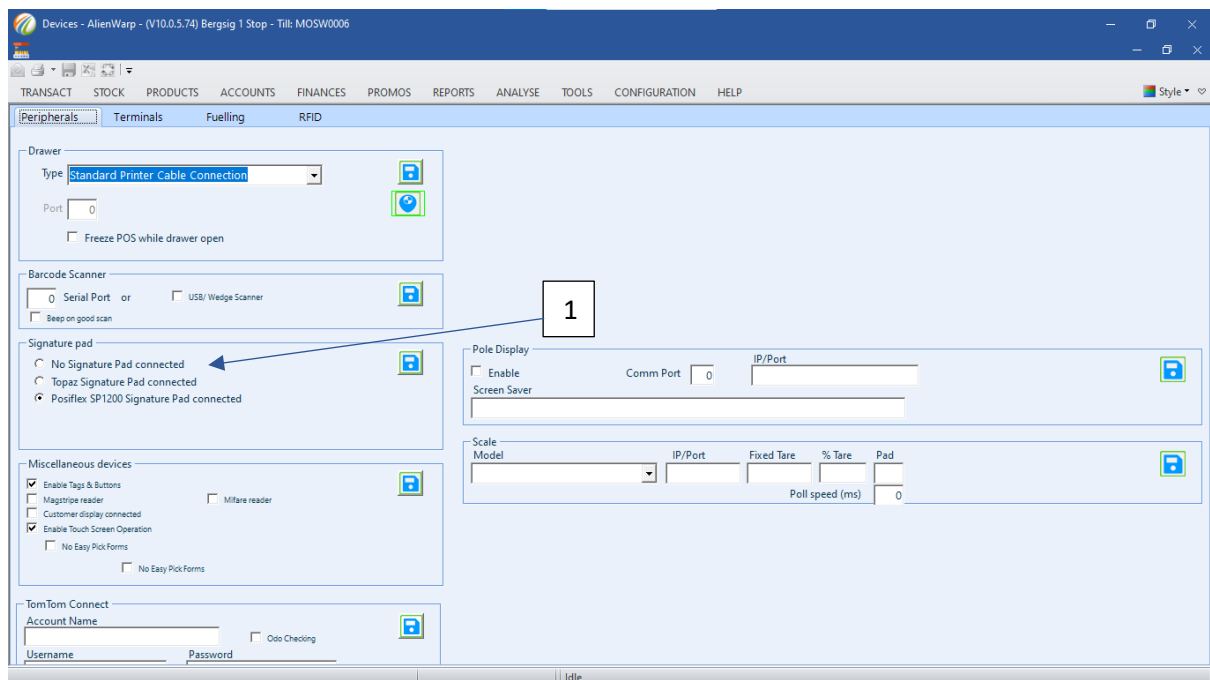 Devices - AlienWarp - (V10.0.5.74) Bergsig 1 Stop - Till: MOSW0006
TRANSACT STOCK PRODUCTS ACCOUNTS FINANCES PROMOS REPORTS ANALYSE TOOLS CONFIGURATION HELP Style
Peripherals Terminals Fuelling RFID
Drawer
Type Standard Printer Cable Connection
Port 0
Freeze POS while drawer open
Barcode Scanner
0 Serial Port or USB/ Wedge Scanner
Beep on good scan
1
Signature pad
No Signature Pad connected
Topaz Signature Pad connected
Posiflex SP1200 Signature Pad connected
Pole Display
Enable Comm Port 0 IP/Port
Screen Saver
Scale
Model IP/Port Fixed Tare % Tare Pad
Poll speed (ms) 0
Miscellaneous devices
Enable Tags & Buttons
Magstripe reader Mifare reader
Customer display connected
Enable Touch Screen Operation
No Easy Pick Forms
No Easy Pick Forms
TomTom Connect
Account Name
Odo Checking
Username Password
Idle